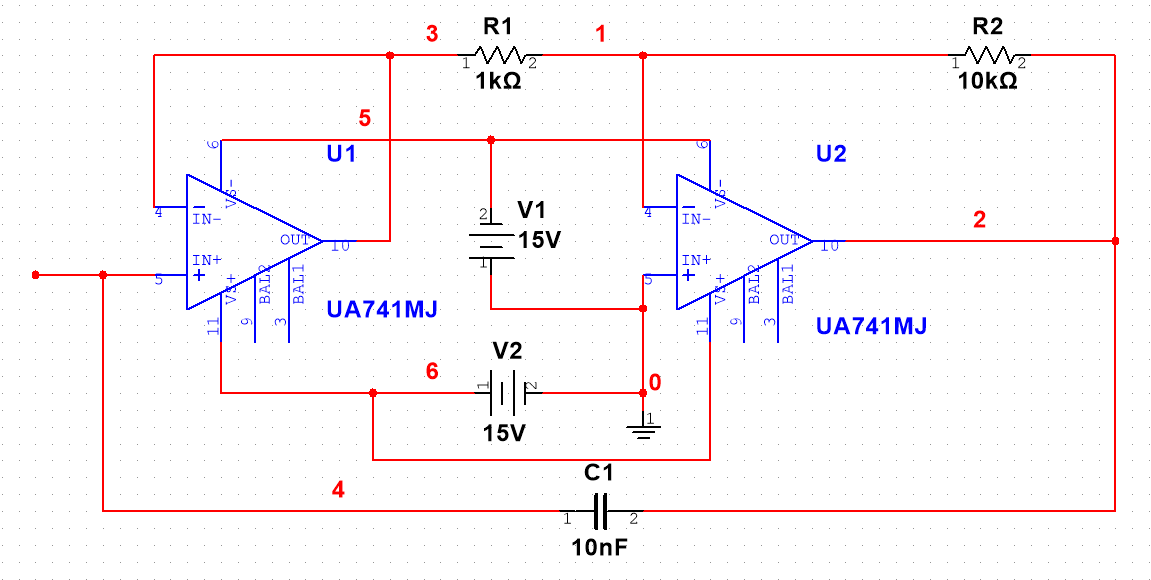 R1
R2
3
1
1
2
1
2
1kΩ
10kΩ
5
6
6
U1
U2
VS-
VS-
4
IN-
4
IN-
V1
2
15V
1
2
OUT
10
OUT
10
IN+
IN+
5
5
VS+
BAL2
BAL1
VS+
BAL2
BAL1
11
9
3
11
9
3
UA741MJ
UA741MJ
V2
6
1
2
0
1
15V
C1
4
1
2
10nF